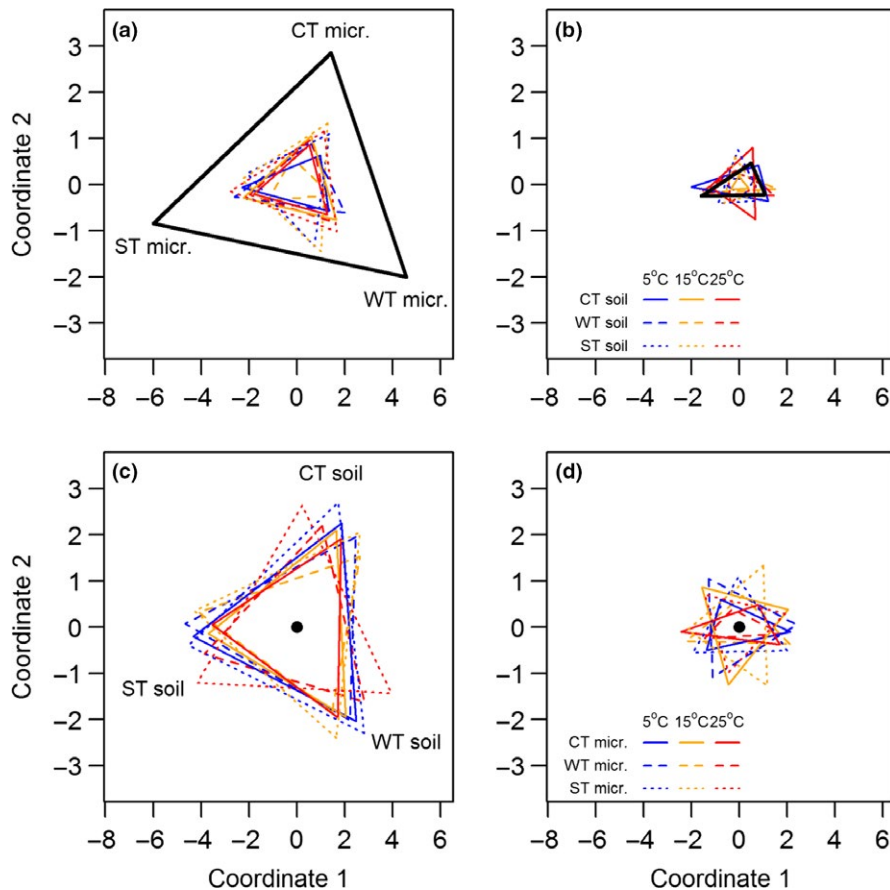 (a)
CT micr.
ST micr.
WT micr.
3
2
1
0
−1
−2
−3
Coordinate 2
−8 −6 −4 −2 0 2 4 6
(b)
3
2
1
0
−1
−2
−3
5°C 15°C 25°C
CT soil
WT soil
ST soil
−8 −6 −4 −2 0 2 4 6
(c)
CT soil
ST soil
WT soil
3
2
1
0
−1
−2
−3
Coordinate 2
−8 −6 −4 −2 0 2 4 6
Coordinate 1
(d)
3
2
1
0
−1
−2
−3
5°C 15°C 25°C
CT micr.
WT micr.
ST micr.
−8 −6 −4 −2 0 2 4 6
Coordinate 1